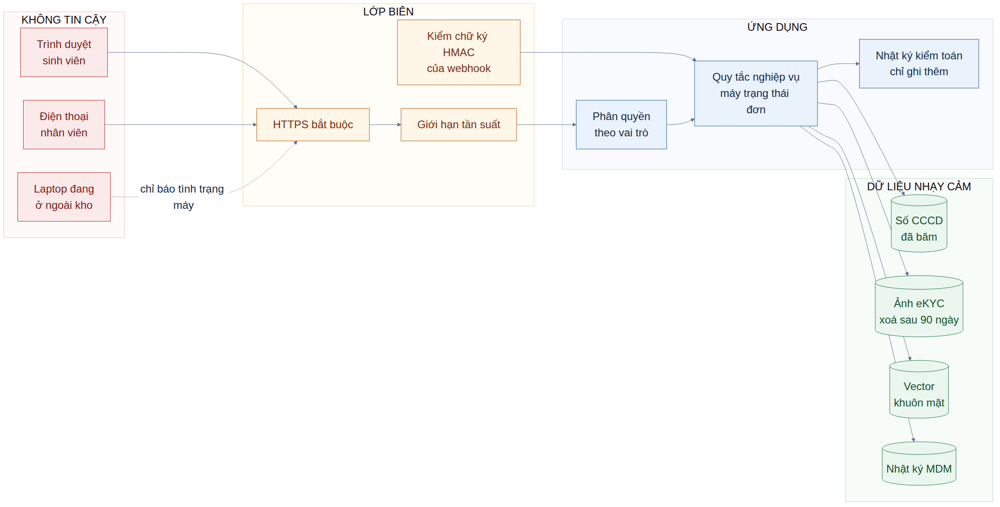 KHÔNG TIN CẬY
Trình duyệt
sinh viên
Điện thoại
nhân viên
Laptop đang
ở ngoài kho
chỉ báo tình trạng
máy
LỚP BIÊN
Kiểm chữ ký
HMAC
của webhook
HTTPS bắt buộc
Giới hạn tần suất
ỨNG DỤNG
Phân quyền
theo vai trò
Quy tắc nghiệp vụ
máy trạng thái
đơn
Nhật ký kiểm toán
chỉ ghi thêm
DỮ LIỆU NHẠY CẢM
Số CCCD
đã băm
Ảnh eKYC
xoá sau 90 ngày
Vector
khuôn mặt
Nhật ký MDM